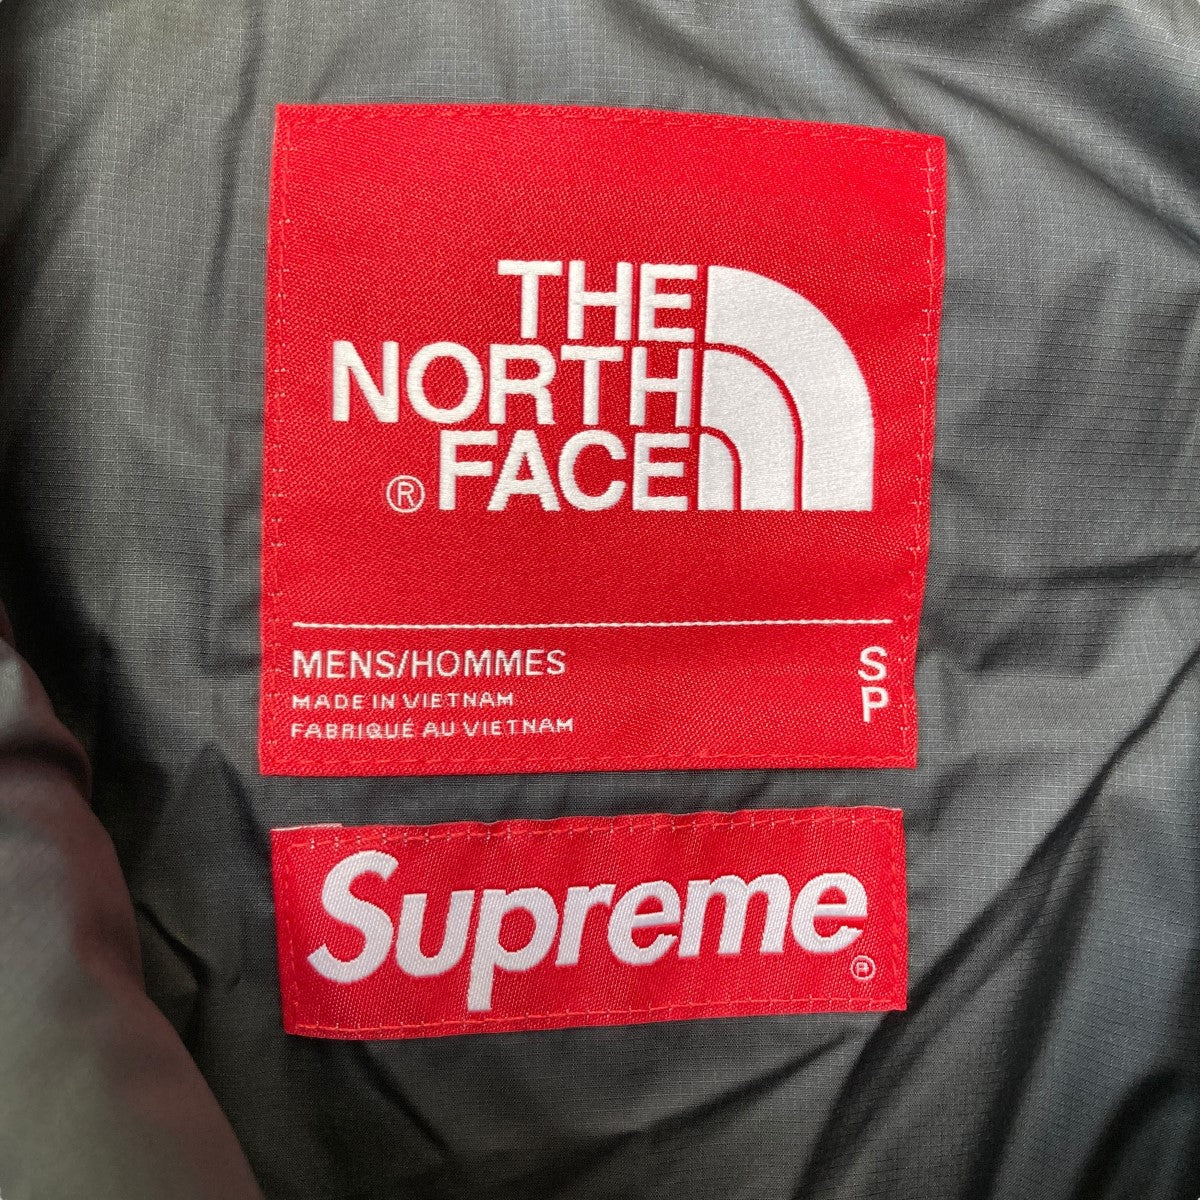 THE
NORTH
® FACE
MENS/HOMMES S
MADE IN VIETNAM P
FABRIQUÉ AU VIETNAM
Supreme ®